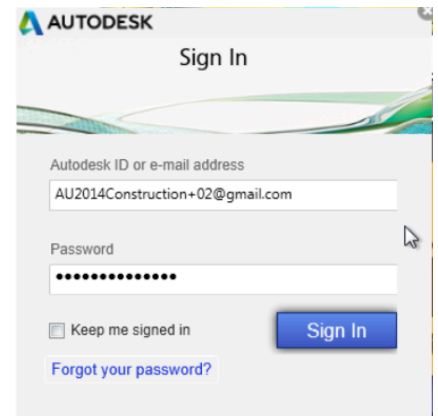 AUTODESK
Sign In
Autodesk ID or e-mail address
AU2014Construction+02@gmail.com
Password
••••••••••••••
Keep me signed in
Sign In
Forgot your password?